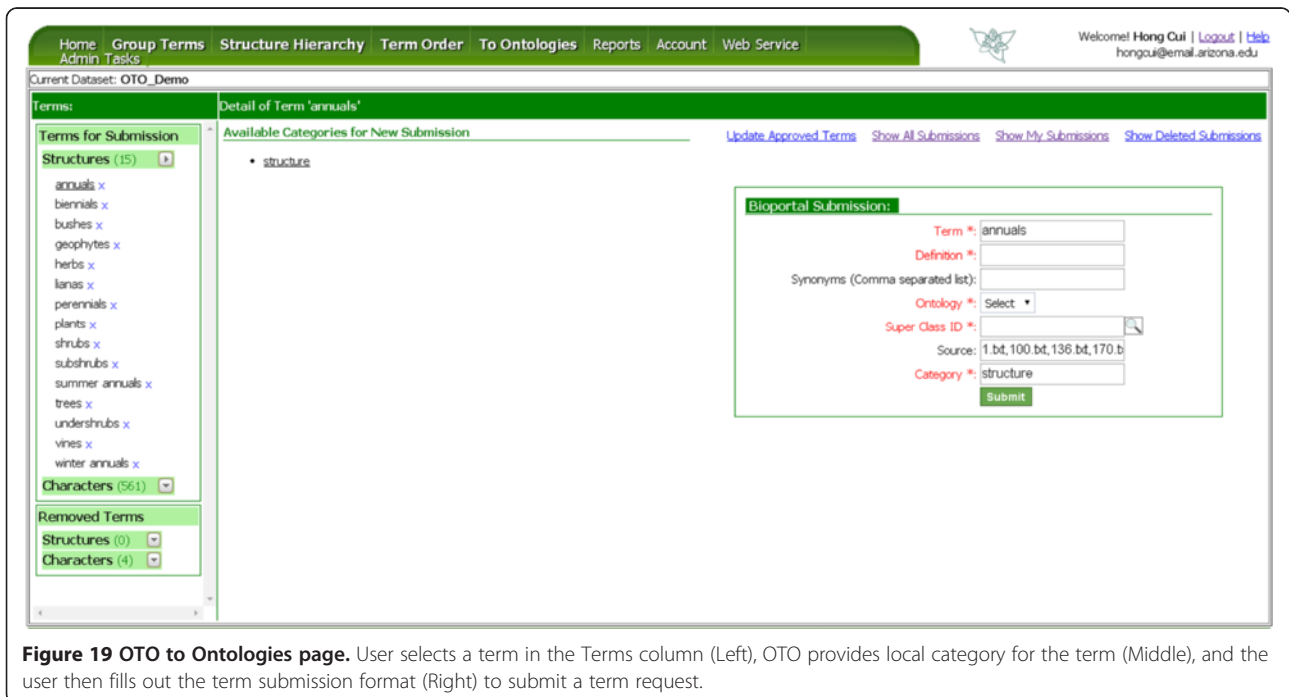 Home Group Terms Structure Hierarchy Term Order To Ontologies Reports Account Web Service
Admin Tasks
Welcome! Hong Cui | Logout | Help
hongcui@email.arizona.edu
Current Dataset: OTO_Demo
Terms:
Detail of Term 'annuals'
Terms for Submission
Structures (15)
annuals x
biennials x
bushes x
geophytes x
herbs x
lianas x
perennials x
plants x
shrubs x
subshrubs x
summer annuals x
trees x
undershrubs x
vines x
winter annuals x
Characters (561)
Removed Terms
Structures (0)
Characters (4)
Available Categories for New Submission
• structure
Update Approved Terms Show All Submissions Show My Submissions Show Deleted Submissions
Bioportal Submission:
Term *: annuals
Definition *:
Synonyms (Comma separated list):
Ontology *: Select
Super Class ID *:
Source: 1.txt,100.txt,136.txt,170.t
Category *: structure
Submit
Figure 19 OTO to Ontologies page. User selects a term in the Terms column (Left), OTO provides local category for the term (Middle), and the
user then fills out the term submission format (Right) to submit a term request.